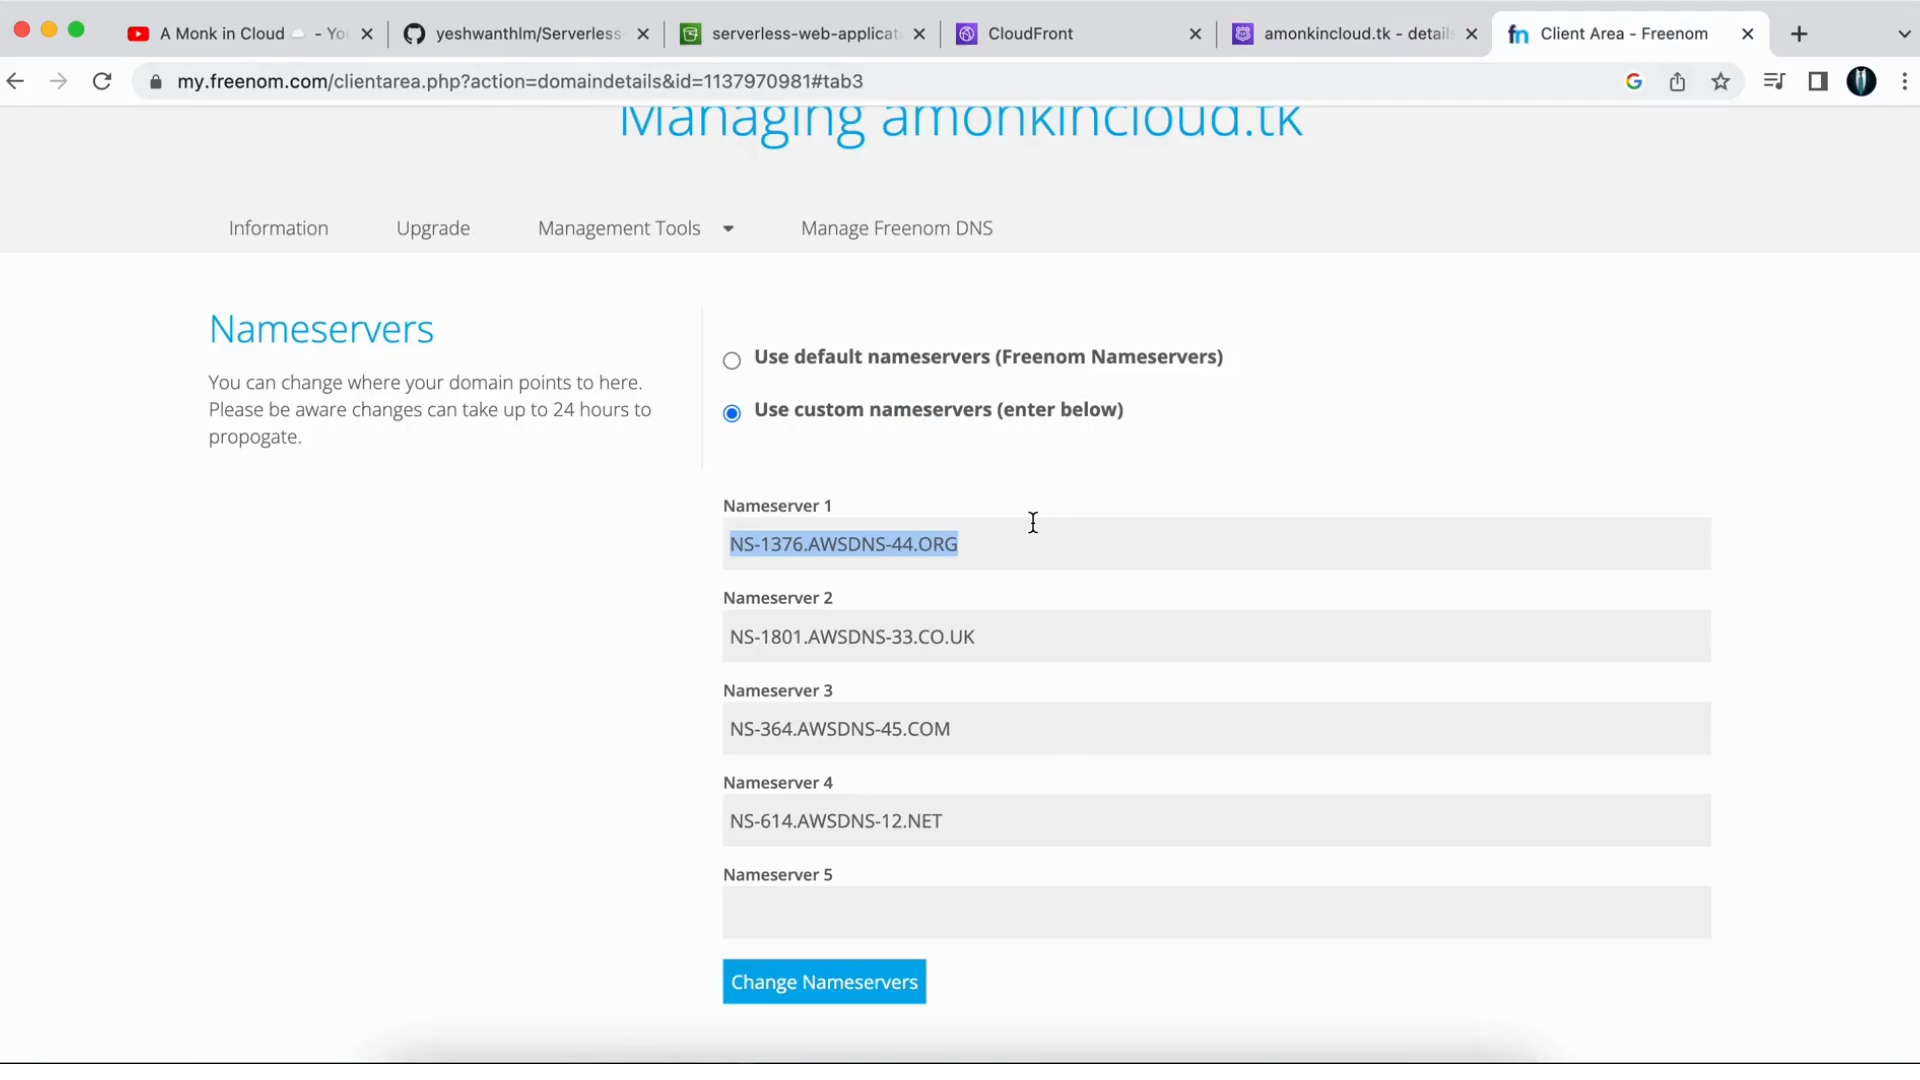 A Monk in Cloud - Yo
yeshwanthlm/Serverless
serverless-web-applicat
CloudFront
amonkincloud.tk - detail
fn Client Area - Freenom
my.freenom.com/clientarea.php?action=domaindetails&id=1137970981#tab3
Managing amonkincloud.tk
Information
Upgrade
Management Tools
Manage Freenom DNS
Nameservers
You can change where your domain points to here.
Please be aware changes can take up to 24 hours to
propogate.
Use default nameservers (Freenom Nameservers)
Use custom nameservers (enter below)
Nameserver 1
NS-1376.AWSDNS-44.ORG
Nameserver 2
NS-1801.AWSDNS-33.CO.UK
Nameserver 3
NS-364.AWSDNS-45.COM
Nameserver 4
NS-614.AWSDNS-12.NET
Nameserver 5
Change Nameservers